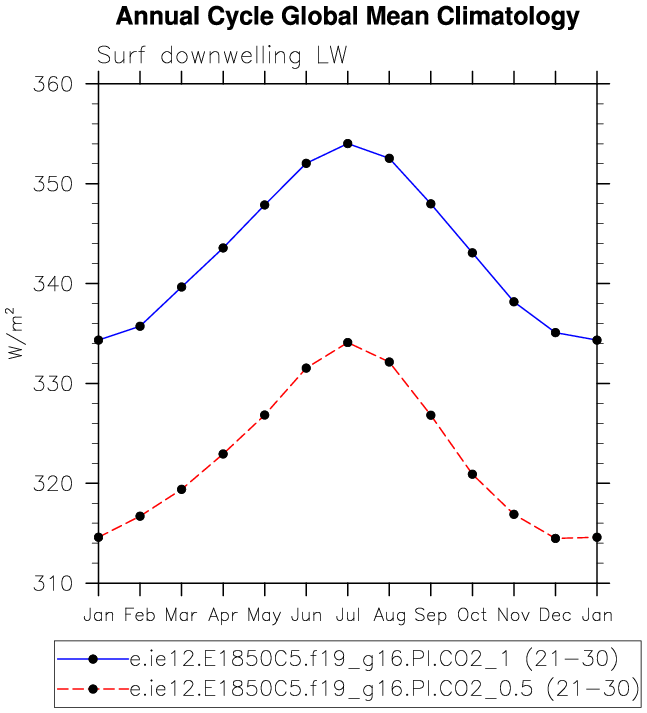 Annual Cycle Global Mean Climatology
Surf downwelling LW
360
350
340
330
320
310
W/m²
Jan Feb Mar Apr May Jun Jul Aug Sep Oct Nov Dec Jan
e.ie12.E1850C5.f19_g16.PI.CO2_1 (21-30)
e.ie12.E1850C5.f19_g16.PI.CO2_0.5 (21-30)